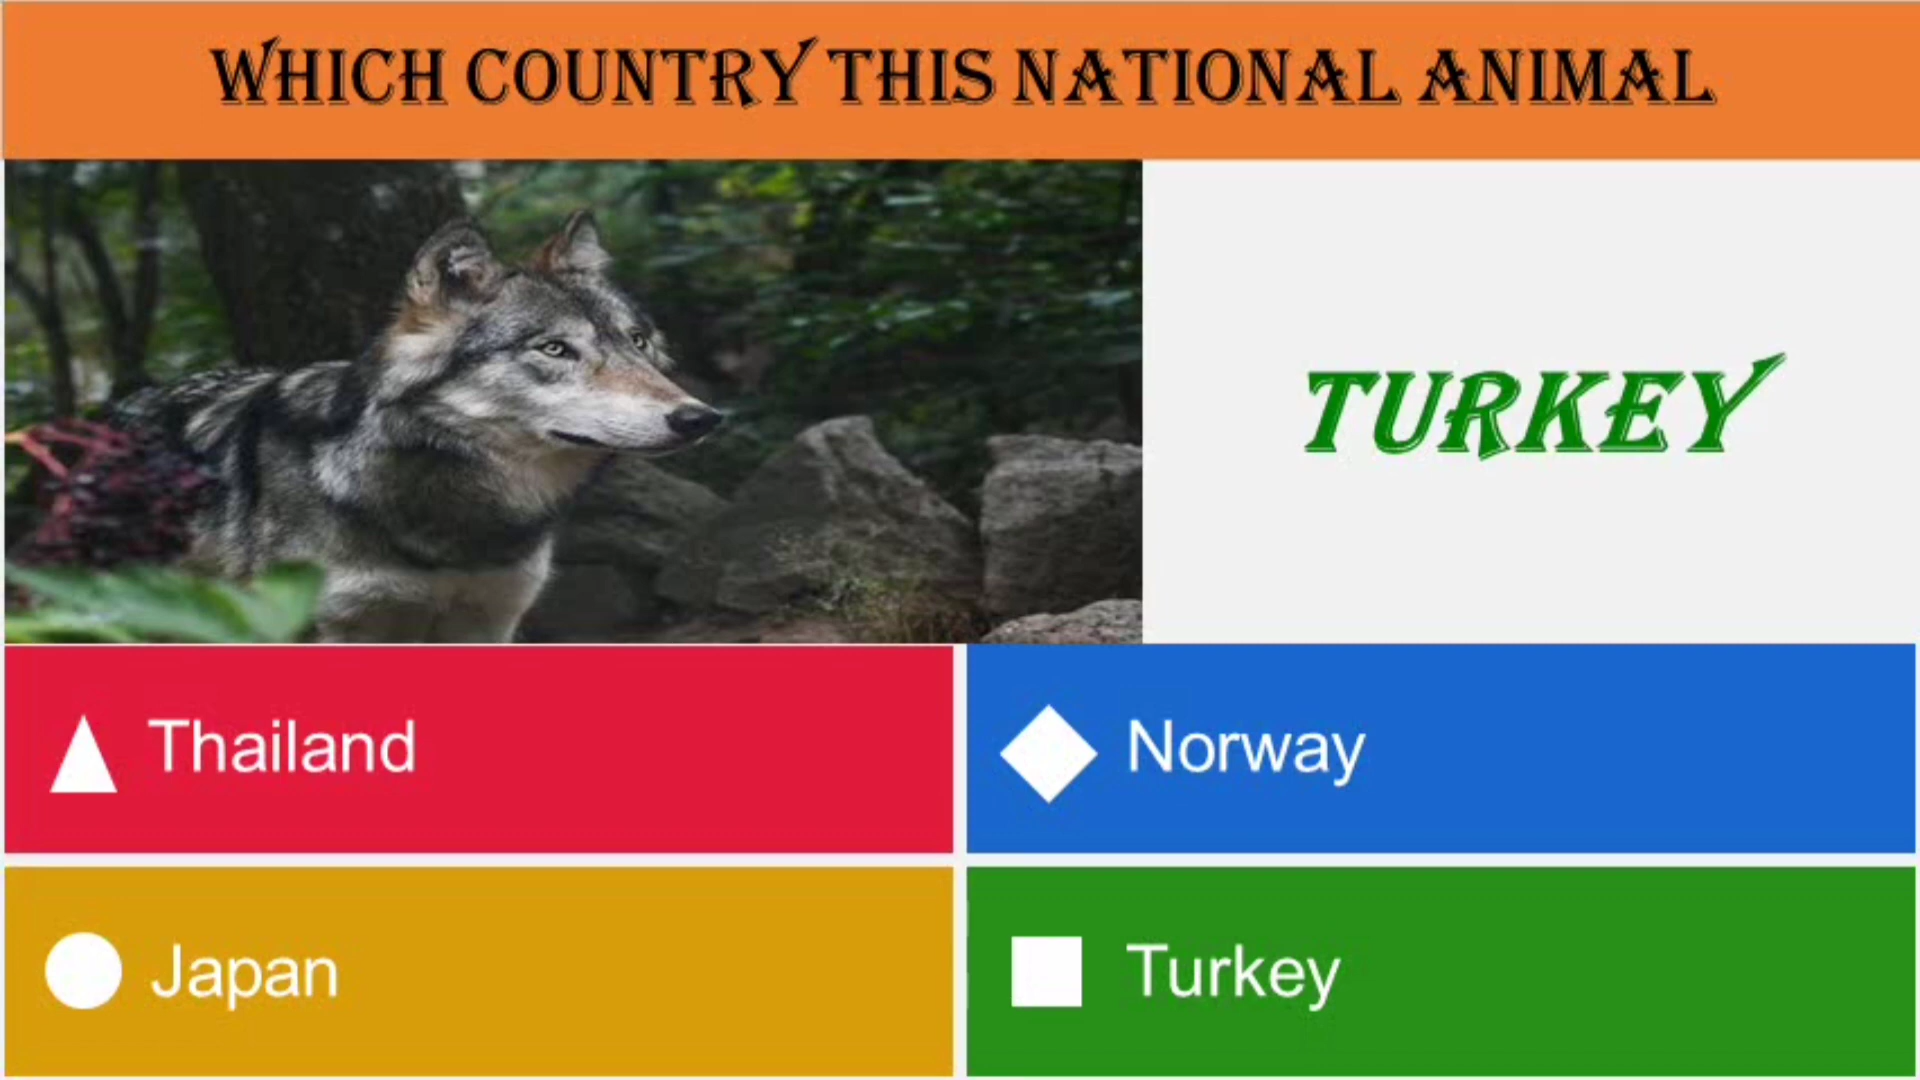 WHICH COUNTRY THIS NATIONAL ANIMAL
TURKEY
Thailand
Norway
Japan
Turkey